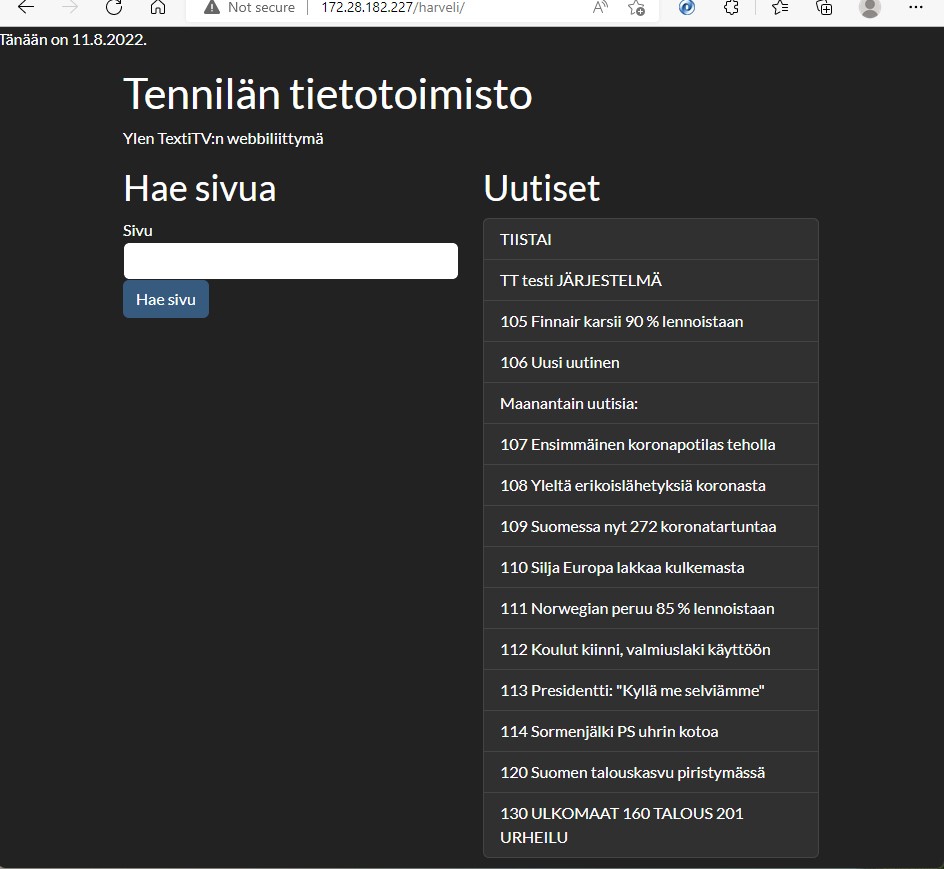 Not secure | 172.28.182.227/harveli/
Tänään on 11.8.2022.
Tennilän tietotoimisto
Ylen TextiTV:n webbiliittymä
Hae sivua
Sivu
Hae sivu
Uutiset
TIISTAI
TT testi JÄRJESTELMÄ
105 Finnair karsii 90 % lennoistaan
106 Uusi uutinen
Maanantain uutisia:
107 Ensimmäinen koronapotilas teholla
108 Yleltä erikoislähetyksiä koronasta
109 Suomessa nyt 272 koronatartuntaa
110 Silja Europa lakkaa kulkemasta
111 Norwegian peruu 85 % lennoistaan
112 Koulut kiinni, valmiuslaki käyttöön
113 Presidentti: "Kyllä me selviämme"
114 Sormenjälki PS uhrin kotoa
120 Suomen talouskasvu piristymässä
130 ULKOMAAT 160 TALOUS 201
URHEILU